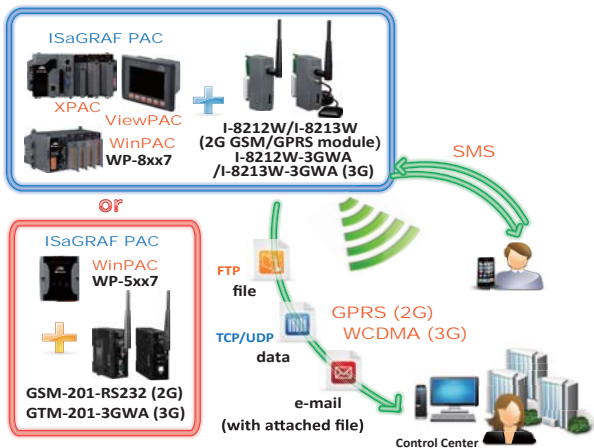 ISaGRAF PAC
XPAC
ViewPAC
WinPAC
WP-8xx7
I-8212W/I-8213W
(2G GSM/GPRS module)
I-8212W-3GWA
/I-8213W-3GWA (3G)
SMS
or
ISaGRAF PAC
WinPAC
WP-5xx7
GSM-201-RS232 (2G)
GTM-201-3GWA (3G)
FTP
file
GPRS (2G)
WCDMA (3G)
TCP/UDP
data
e-mail
(with attached file)
Control Center